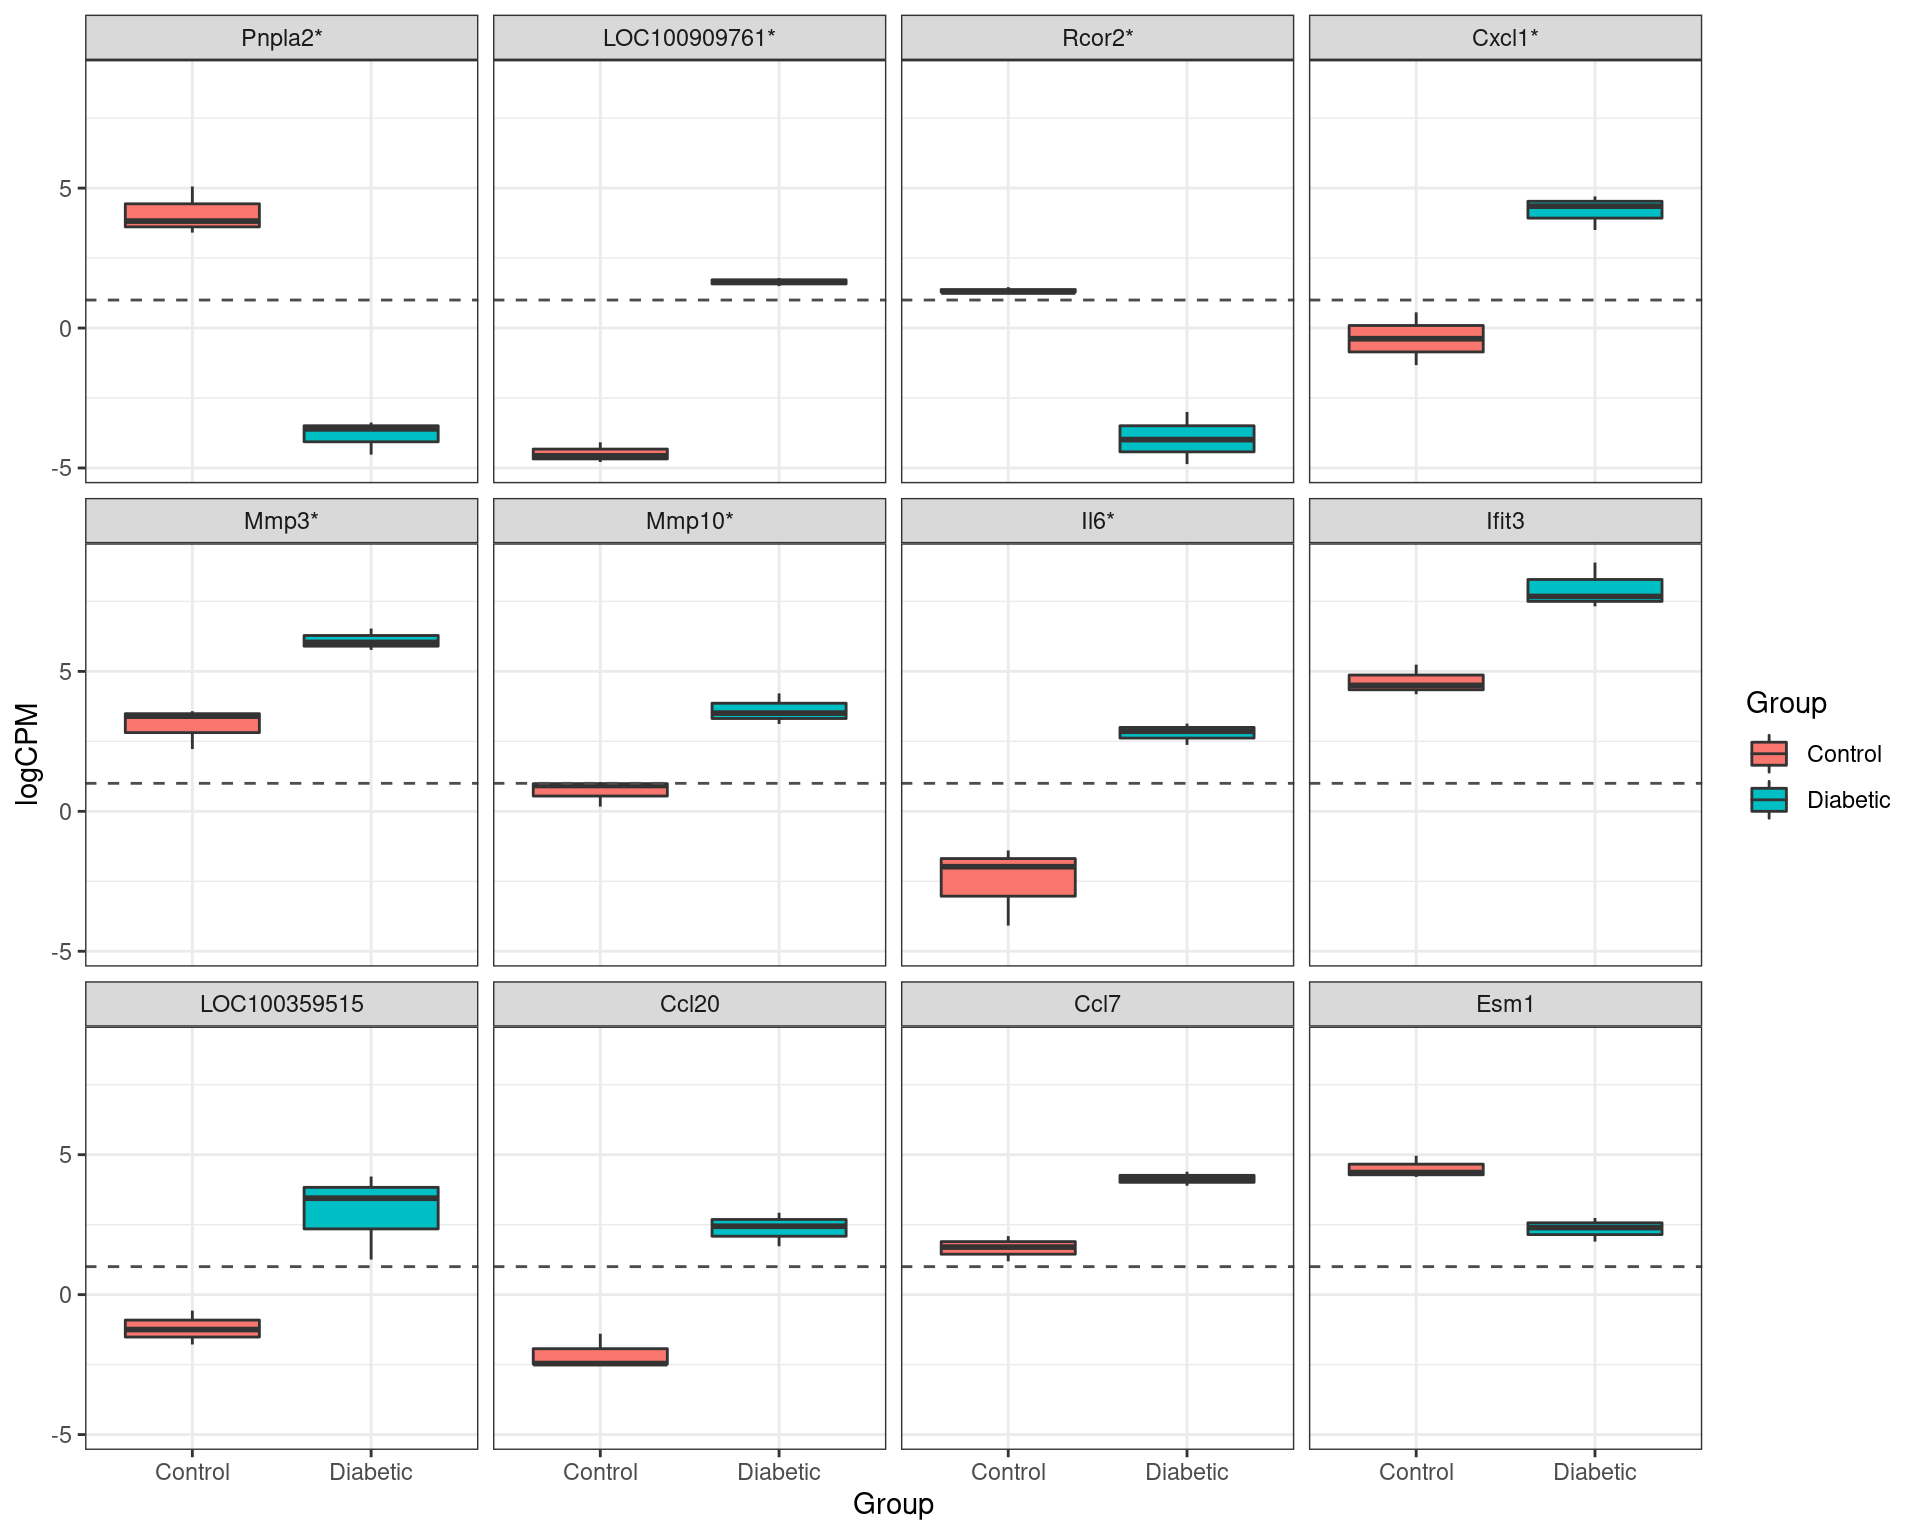 Pnpla2* LOC100909761* Rcor2* Cxcl1*
5
0
-5
Mmp3* Mmp10* Il6* Ifit3
5
0
-5
LOC100359515 Ccl20 Ccl7 Esm1
5
0
-5
Control Diabetic Control Diabetic Control Diabetic Control Diabetic
Group
logCPM
Group
Control
Diabetic